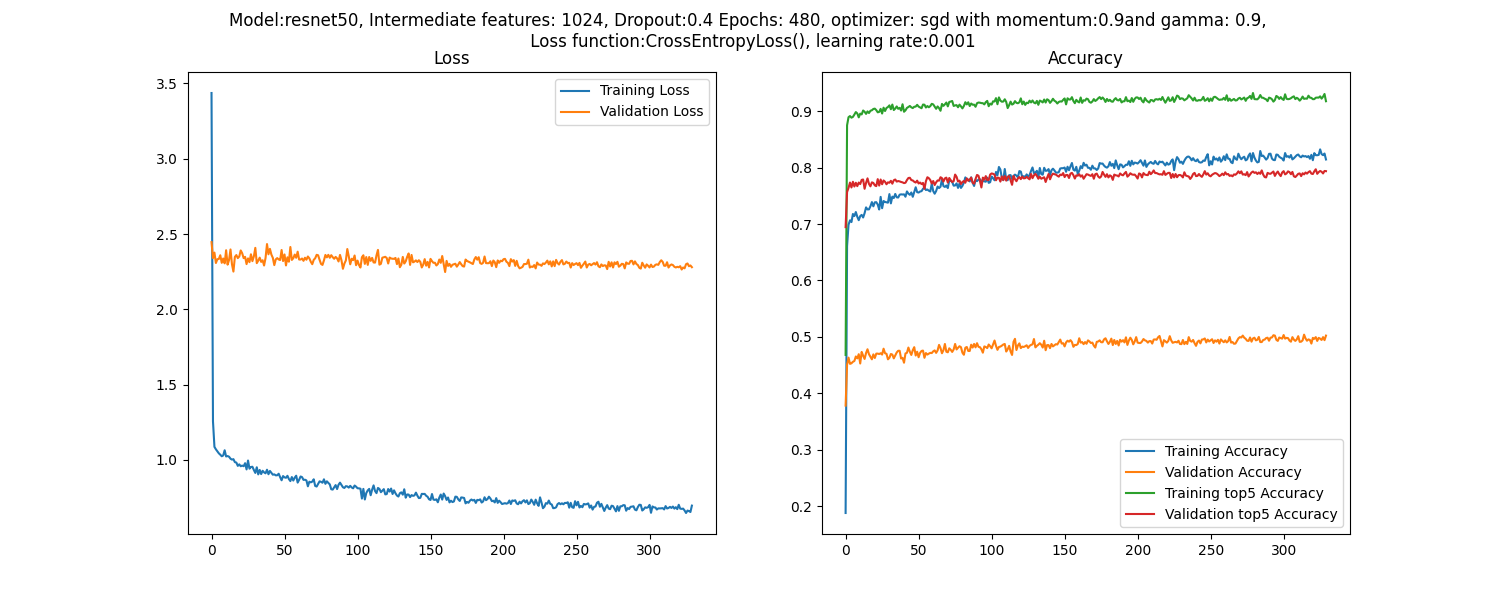 Model:resnet50, Intermediate features: 1024, Dropout:0.4 Epochs: 480, optimizer: sgd with momentum:0.9and gamma: 0.9,
Loss function:CrossEntropyLoss(), learning rate:0.001
Loss
3.5
3.0
2.5
2.0
1.5
1.0
0
50
100
150
200
250
300
Training Loss
Validation Loss
Accuracy
0.9
0.8
0.7
0.6
0.5
0.4
0.3
0.2
0
50
100
150
200
250
300
Training Accuracy
Validation Accuracy
Training top5 Accuracy
Validation top5 Accuracy